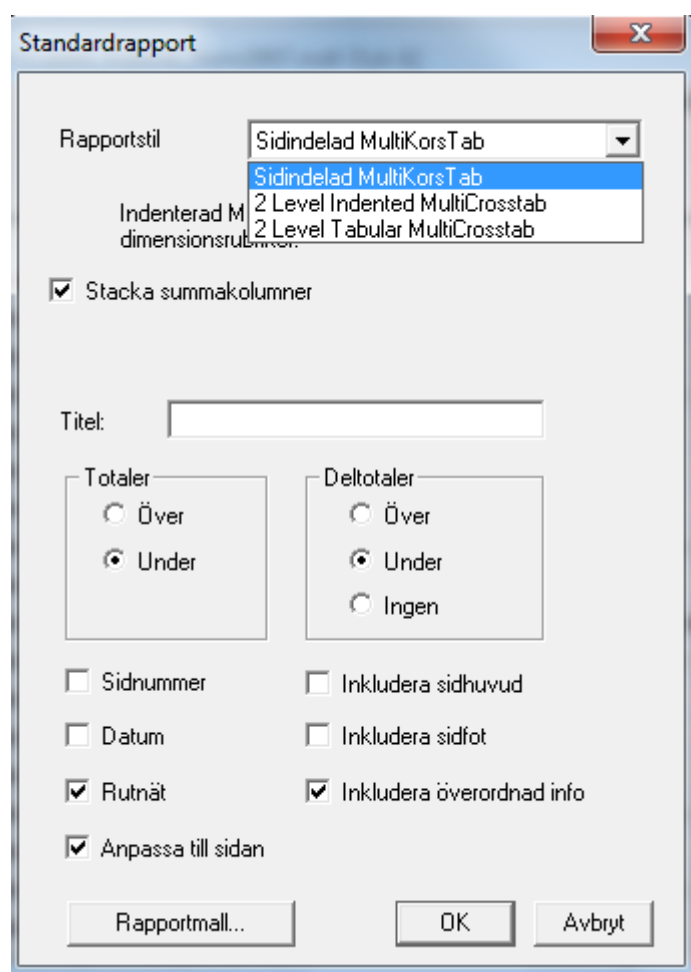 Standardrapport
Rapportstil
Sidindelad MultiKorsTab
Sidindelad MultiKorsTab
2 Level Indented MultiCrosstab
2 Level Tabular MultiCrosstab
Indenterad M
Stacka summakolumner
Titel:
Totaler
Deltotaler
Över
Över
Under
Under
Ingen
Sidnummer
Inkludera sidhuvud
Datum
Inkludera sidfot
Rutnät
Inkludera överordnad info
Anpassa till sidan
Rapportmall...
OK
Avbryt